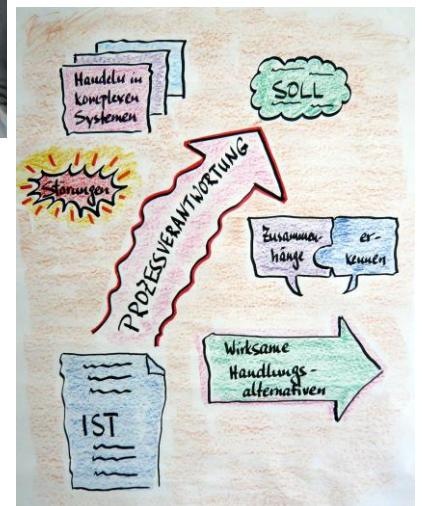 Handeln in
komplexen
Systemen
SOLL
Störungen
PROZESSVERANTWORTUNG
Zusammen-
hänge
er-
kennen
Wirksame
Handlungs-
alternativen
IST